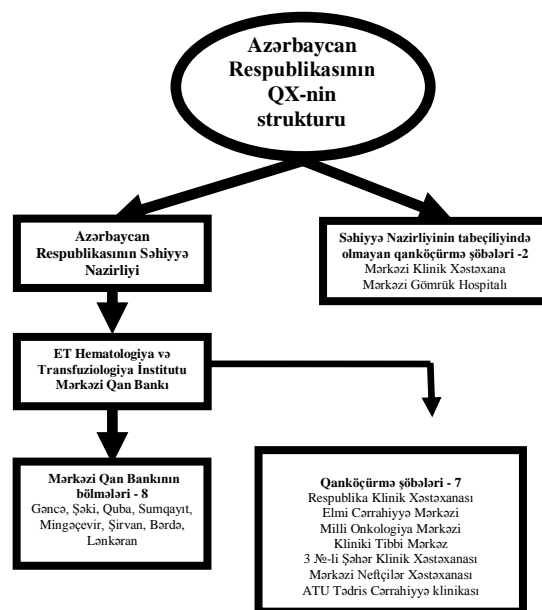 Azərbaycan
Respublikasının
QX-nin
strukturu
Azərbaycan
Respublikasının Səhiyyə
Nazirliyi
Səhiyyə Nazirliyinin tabeçiliyində
olmayan qanköçürmə şöbələri -2
Mərkəzi Klinik Xəstəxana
Mərkəzi Gömrük Hospitalı
ET Hematologiya və
Transfuziologiya İnstitutu
Mərkəzi Qan Bankı
Mərkəzi Qan Bankının
bölmələri - 8
Gəncə, Şəki, Quba, Sumqayıt,
Mingəçevir, Şirvan, Bərdə,
Lənkəran
Qanköçürmə şöbələri - 7
Respublika Klinik Xəstəxanası
Elmi Cərrahiyyə Mərkəzi
Milli Onkologiya Mərkəzi
Kliniki Tibbi Mərkəz
3 №-li Şəhər Klinik Xəstəxanası
Mərkəzi Neftçilər Xəstəxanası
ATU Tədris Cərrahiyyə klinikası